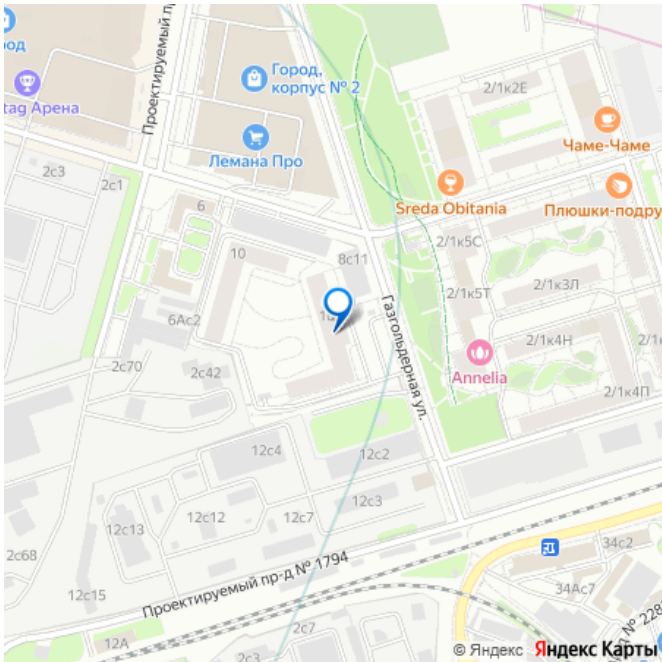 род
Проектируемый пр
Город,
корпус № 2
2/1к2Е
tag Арена
Чаме-Чаме
Лемана Про
2с3
2с1
Sreda Obitania
Плюшки-подру
6
2/1к5С
10
8с11
2/1к3Л
2/1к5Т
6Ас2
Газгольдерная ул.
2/1к4Н
2с70
2с42
Annelia
2/1к4П
12с4
12с2
12с3
12с13
12с12
12с7
2с68
34с2
Проектируемый пр-д № 1794
34Ас7
12с15
12А
2с7
2с3
д № 228
© Яндекс Яндекс Карты